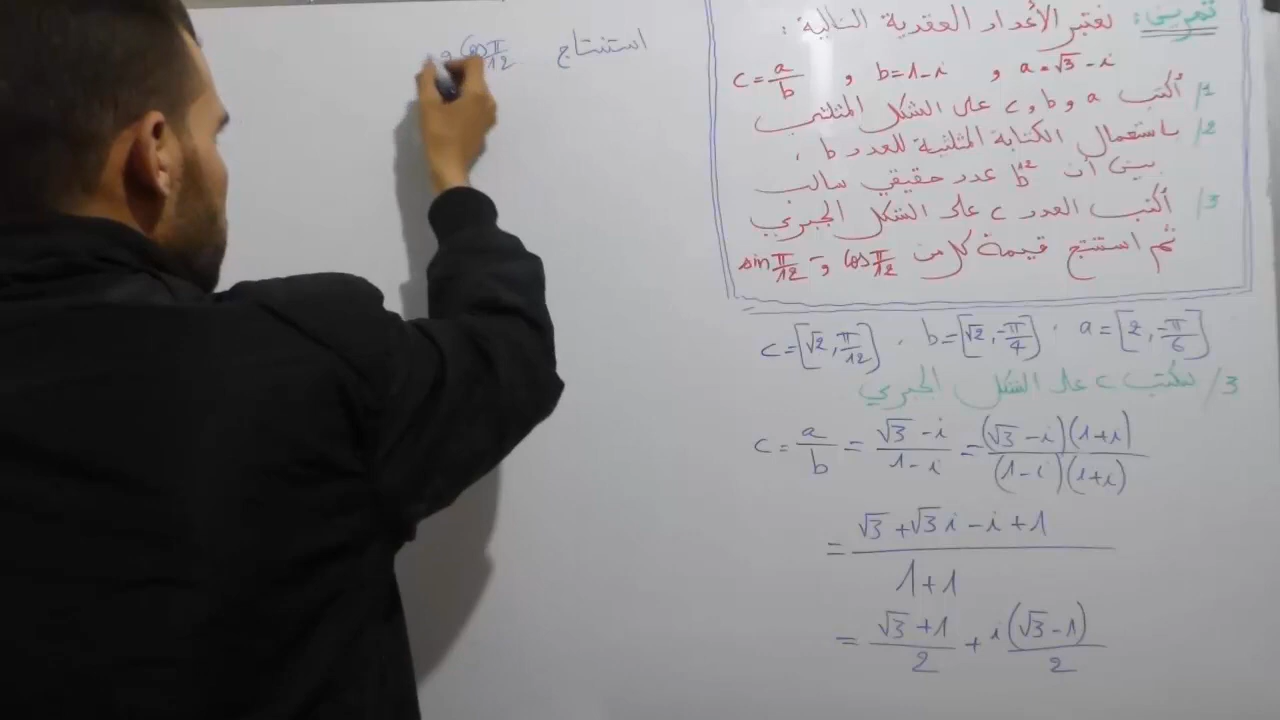 تمرين: نعتبر الأعداد العقدية التالية :
a = √3 - i , b = 1 - i , c = a/b
1/ أكتب a و b و c على الشكل المثلثي
2/ باستعمال الكتابة المثلثية للعدد b ،
بين أن b^12 عدد حقيقي سالب
3/ أكتب العدد c على الشكل الجبري
ثم استنتج قيمة كل من cos π/12 و sin π/12
a = [2, -π/6] , b = [√2, -π/4] , c = [√2, π/12]
3/ نكتب c على الشكل الجبري
c = a/b = (√3 - i)/(1 - i) = (√3 - i)(1 + i)/(1 - i)(1 + i)
= (√3 + √3i - i + 1)/(1 + 1)
= (√3 + 1)/2 + i(√3 - 1)/2
استنتاج cos π/12 و